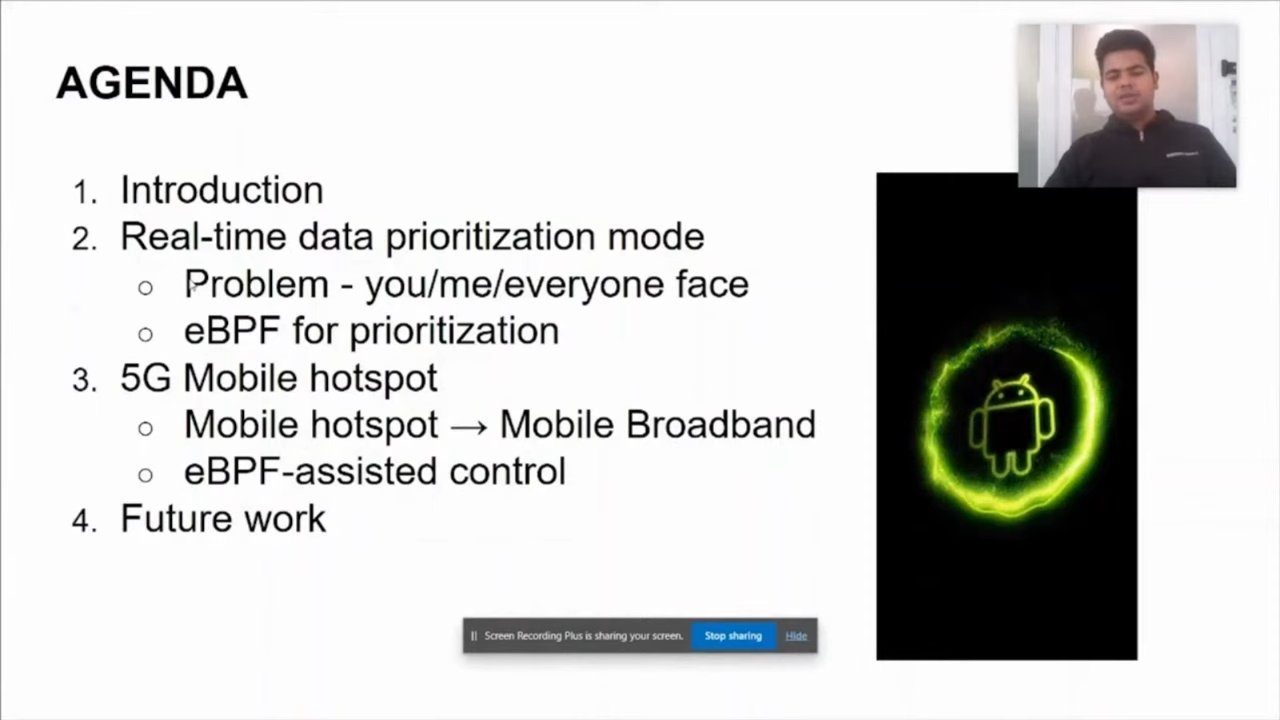 AGENDA
1. Introduction
2. Real-time data prioritization mode
○ Problem - you/me/everyone face
○ eBPF for prioritization
3. 5G Mobile hotspot
○ Mobile hotspot → Mobile Broadband
○ eBPF-assisted control
4. Future work
Screen Recording Plus is sharing your screen. Stop sharing Hide